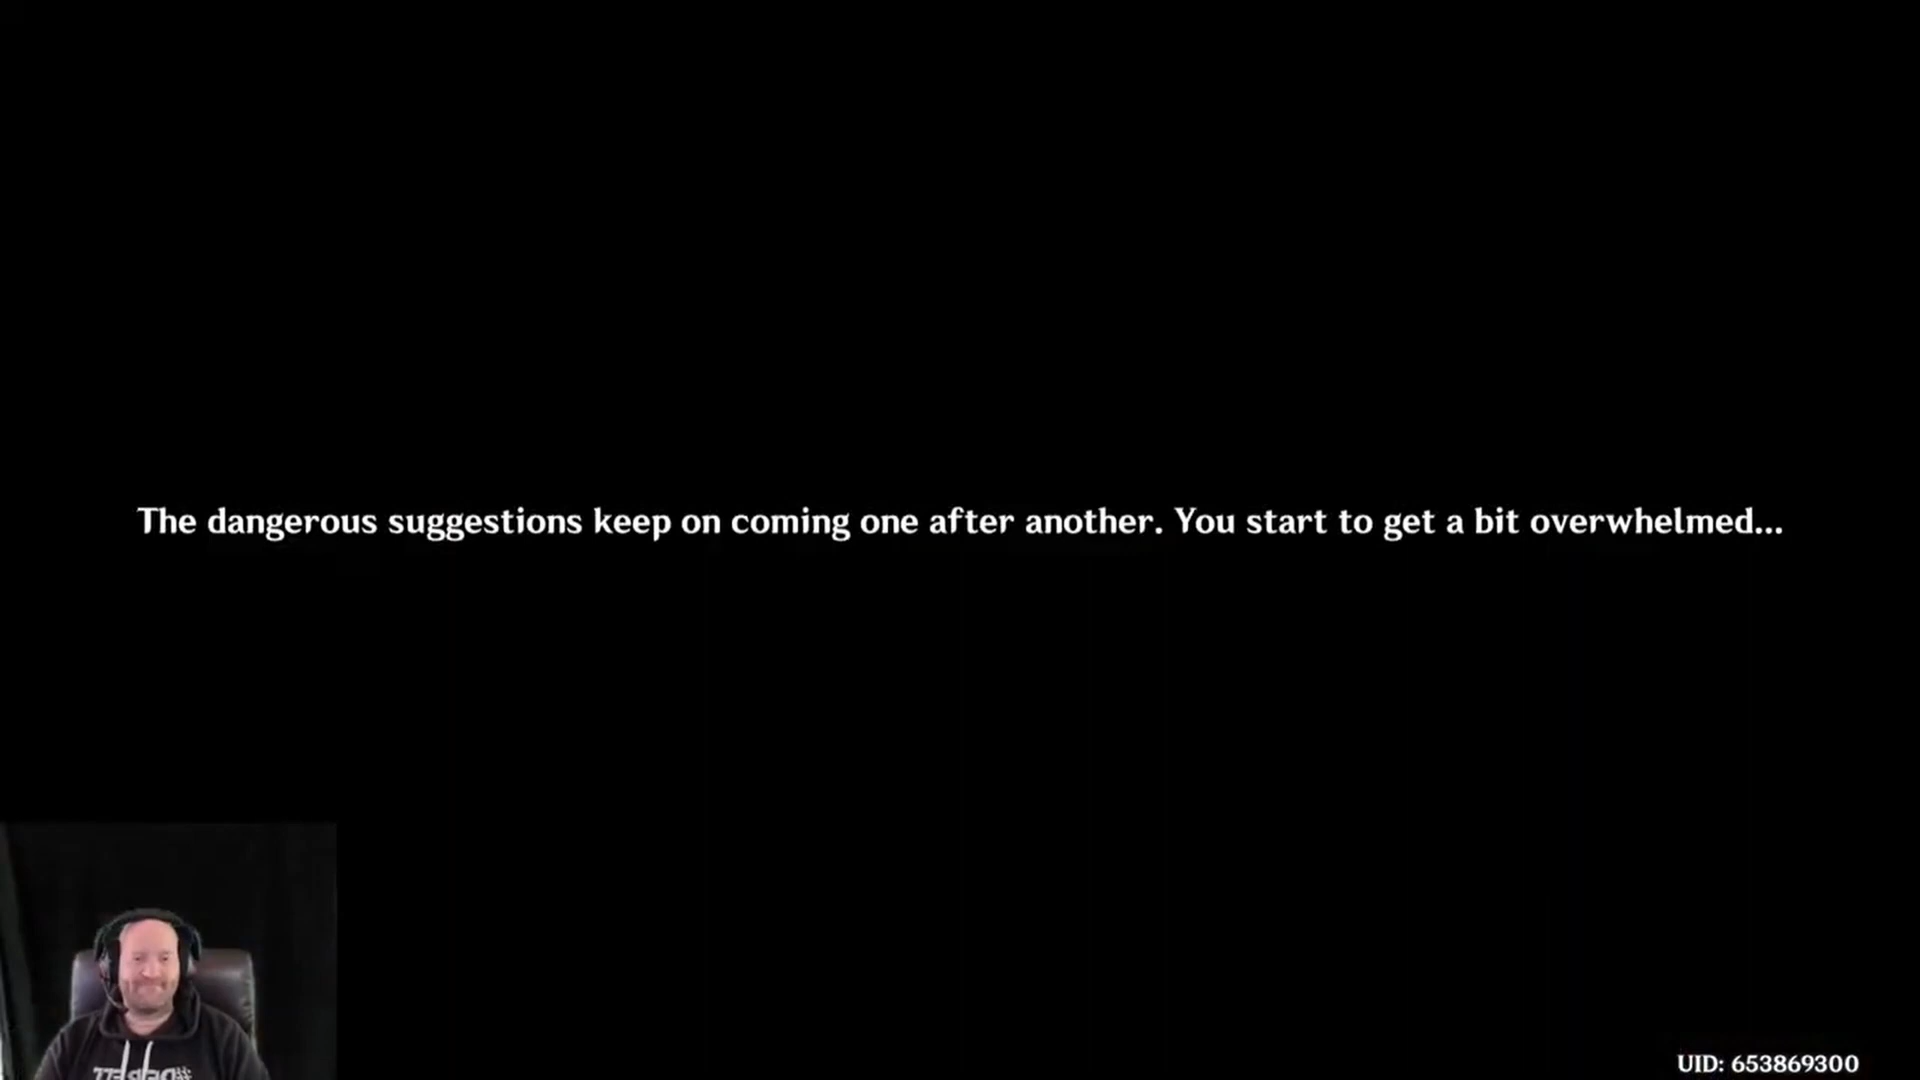 The dangerous suggestions keep on coming one after another. You start to get a bit overwhelmed...
UID: 653869300